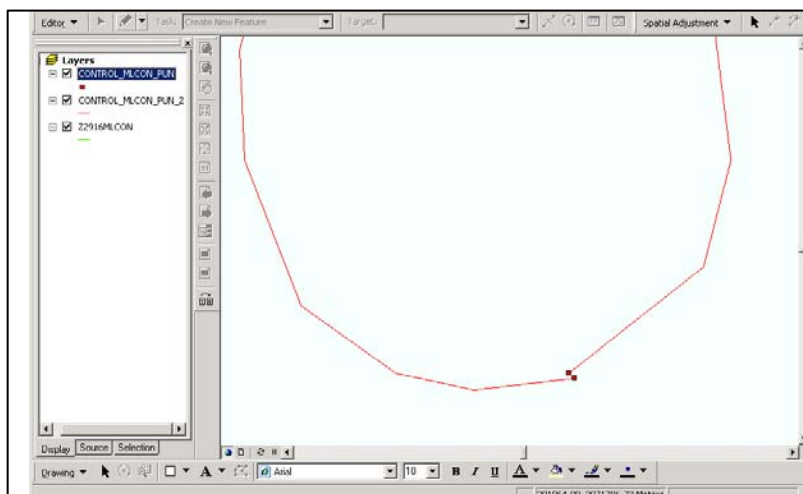 Editor Task: Create New Feature Target: Spatial Adjustment
Layers
CONTROL_MLCON_PUN
CONTROL_MLCON_PUN_2
Z2916MLCON
Display Source Selection
Drawing A Arial 10 B I U A